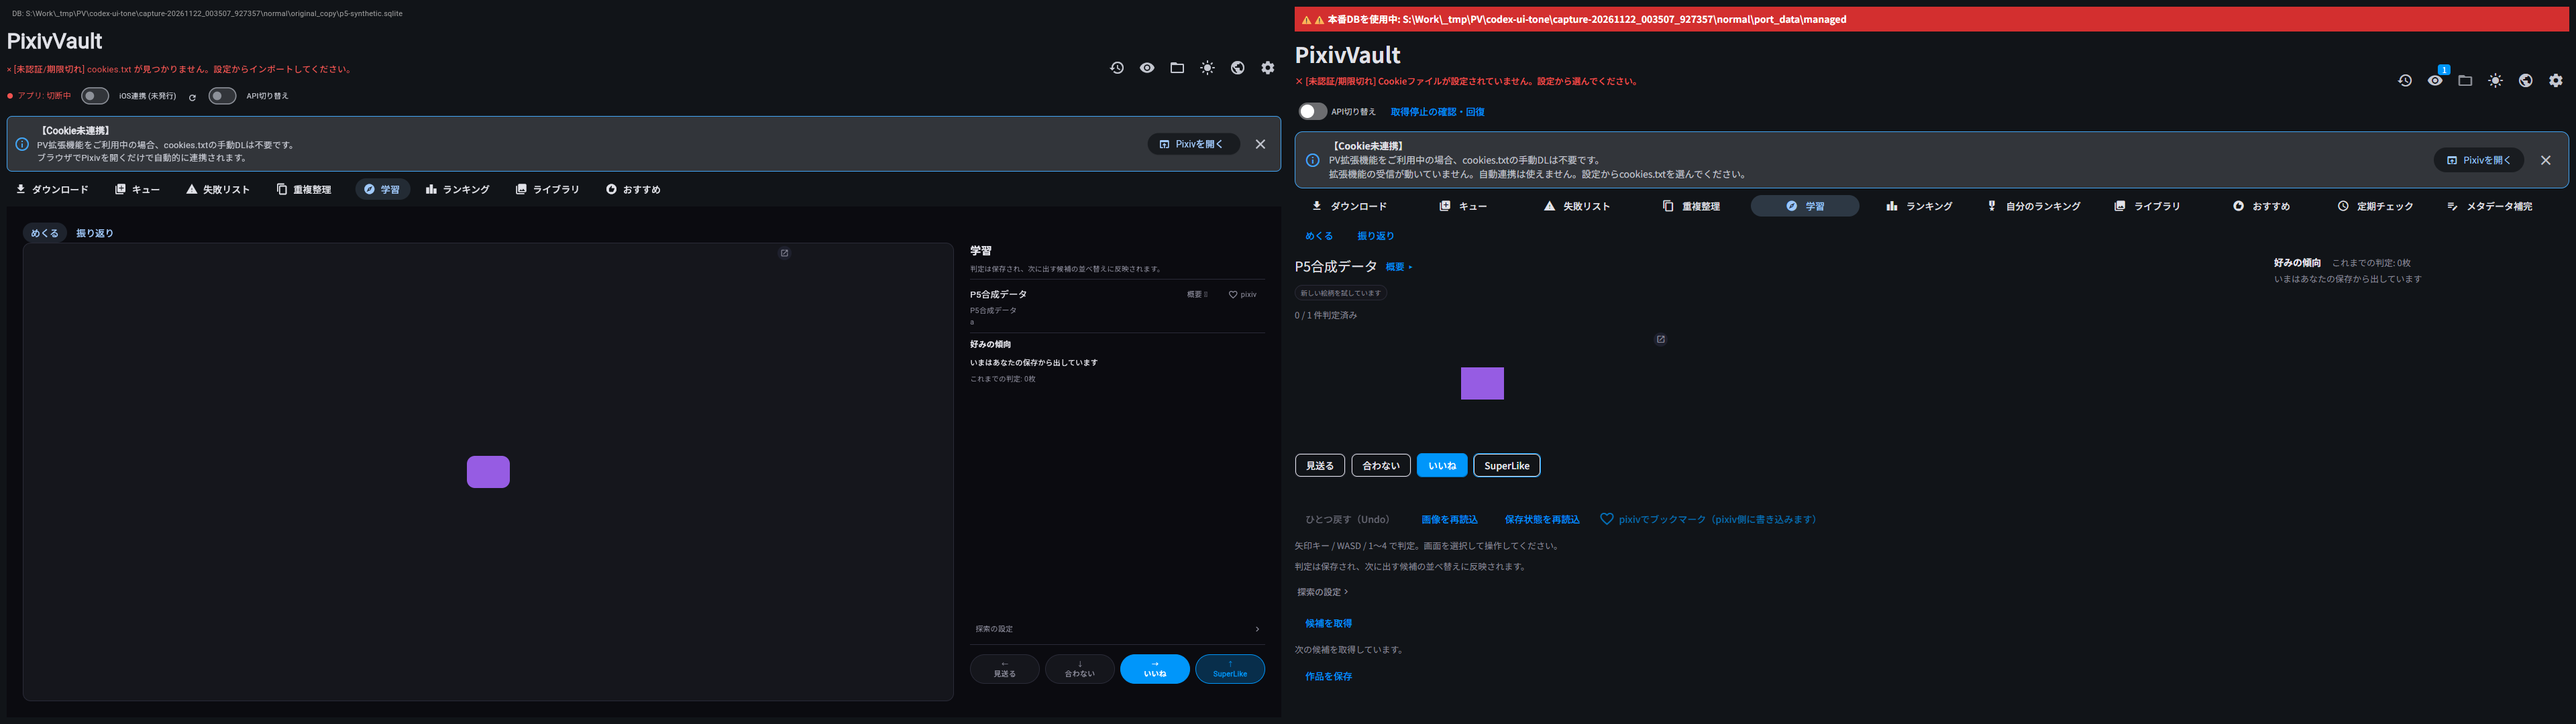 DB: S:\Work\_tmp\PV\codex-ui-tone\capture-20261122_003507_927357\normal\original_copy\p5-synthetic.sqlite
PixivVault
× [未認証/期限切れ] cookies.txt が見つかりません。設定からインポートしてください。
アプリ: 切断中
iOS連携 (未発行)
API切り替え
【Cookie未連携】
PV拡張機能をご利用中の場合、cookies.txtの手動DLは不要です。
ブラウザでPixivを開くだけで自動的に連携されます。
Pixivを開く
ダウンロード
キュー
失敗リスト
重複整理
学習
ランキング
ライブラリ
おすすめ
めくる
振り返り
学習
判定は保存され、次に出す候補の並べ替えに反映されます。
P5合成データ
概要
pixiv
P5合成データ
a
好みの傾向
いまはあなたの保存から出しています
これまでの判定: 0枚
探索の設定
←
見送る
↓
合わない
→
いいね
↑
SuperLike
本番DBを使用中: S:\Work\_tmp\PV\codex-ui-tone\capture-20261122_003507_927357\normal\port_data\managed
PixivVault
× [未認証/期限切れ] Cookieファイルが設定されていません。設定から選んでください。
1
API切り替え
取得停止の確認・回復
【Cookie未連携】
PV拡張機能をご利用中の場合、cookies.txtの手動DLは不要です。
拡張機能の受信が動いていません。自動連携は使えません。設定からcookies.txtを選んでください。
Pixivを開く
ダウンロード
キュー
失敗リスト
重複整理
学習
ランキング
自分のランキング
ライブラリ
おすすめ
定期チェック
メタデータ補完
めくる
振り返り
P5合成データ
概要
新しい絵柄を試しています
0 / 1 件判定済み
好みの傾向
これまでの判定: 0枚
いまはあなたの保存から出しています
見送る
合わない
いいね
SuperLike
ひとつ戻す（Undo）
画像を再読込
保存状態を再読込
pixivでブックマーク（pixiv側に書き込みます）
矢印キー / WASD / 1〜4 で判定。画面を選択して操作してください。
判定は保存され、次に出す候補の並べ替えに反映されます。
探索の設定
候補を取得
次の候補を取得しています。
作品を保存